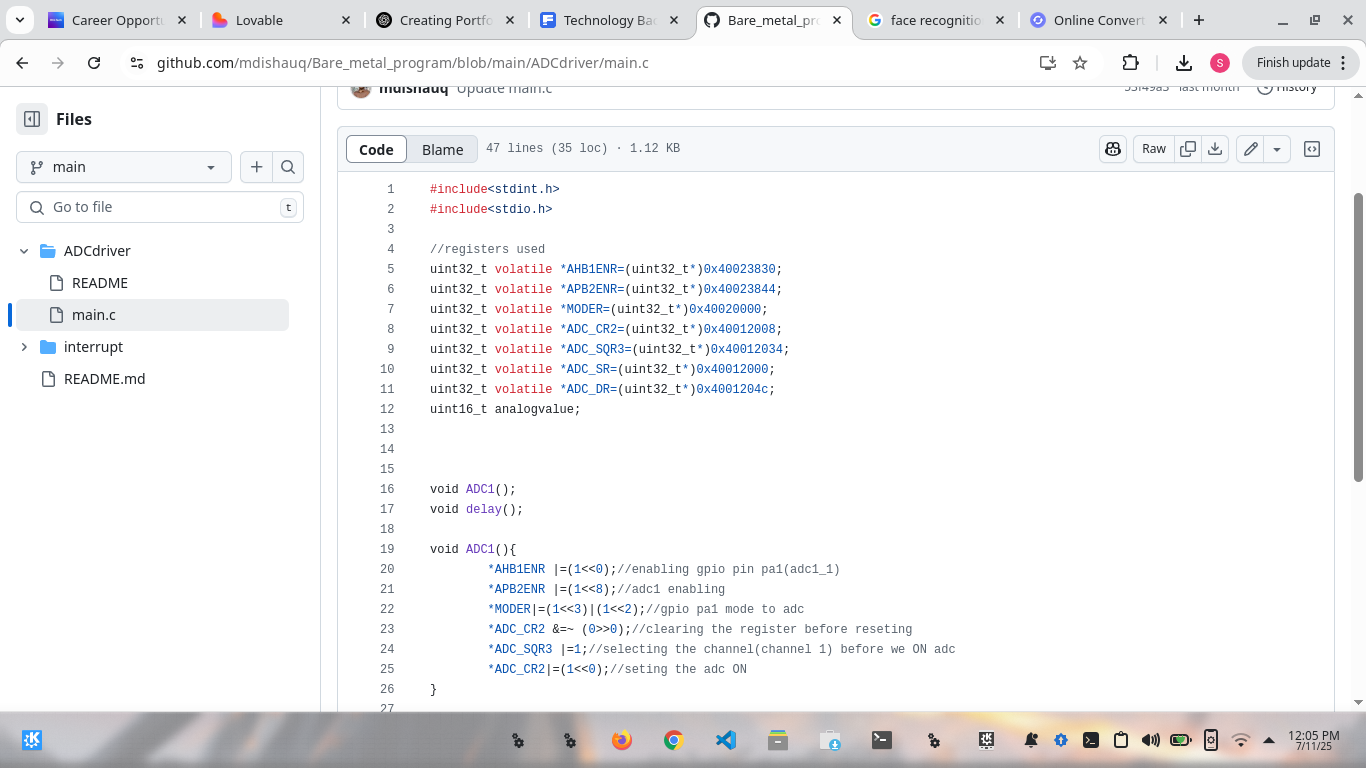 Career Opportu
Lovable
Creating Portfo
Technology Bac
Bare_metal_pro
face recognition
Online Convert
github.com/mdishauq/Bare_metal_program/blob/main/ADCdriver/main.c
S
Finish update
Files
main
Go to file
t
ADCdriver
README
main.c
interrupt
README.md
mdishauq Update main.c
last month
History
Code
Blame
47 lines (35 loc) · 1.12 KB
Raw
1 #include<stdint.h>
2 #include<stdio.h>
3
4 //registers used
5 uint32_t volatile *AHB1ENR=(uint32_t*)0x40023830;
6 uint32_t volatile *APB2ENR=(uint32_t*)0x40023844;
7 uint32_t volatile *MODER=(uint32_t*)0x40020000;
8 uint32_t volatile *ADC_CR2=(uint32_t*)0x40012008;
9 uint32_t volatile *ADC_SQR3=(uint32_t*)0x40012034;
10 uint32_t volatile *ADC_SR=(uint32_t*)0x40012000;
11 uint32_t volatile *ADC_DR=(uint32_t*)0x4001204c;
12 uint16_t analogvalue;
13
14
15
16 void ADC1();
17 void delay();
18
19 void ADC1(){
20 *AHB1ENR |=(1<<0);//enabling gpio pin pa1(adc1_1)
21 *APB2ENR |=(1<<8);//adc1 enabling
22 *MODER|=(1<<3)|(1<<2);//gpio pa1 mode to adc
23 *ADC_CR2 &=~ (0>>0);//clearing the register before reseting
24 *ADC_SQR3 |=1;//selecting the channel(channel 1) before we ON adc
25 *ADC_CR2|=(1<<0);//seting the adc ON
26 }
27
12:05 PM
7/11/25